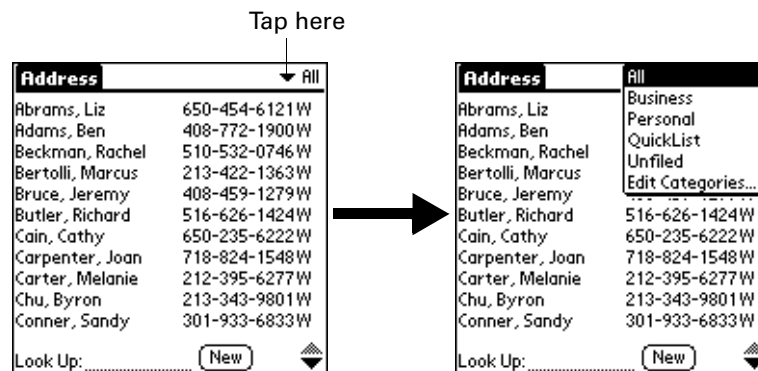 Tap here
Address All
Abrams, Liz 650-454-6121W
Adams, Ben 408-772-1900W
Beckman, Rachel 510-532-0746W
Bertolli, Marcus 213-422-1363W
Bruce, Jeremy 408-459-1279W
Butler, Richard 516-626-1424W
Cain, Cathy 650-235-6222W
Carpenter, Joan 718-824-1548W
Carter, Melanie 212-395-6277W
Chu, Byron 213-343-9801W
Conner, Sandy 301-933-6833W
Look Up: New
Address All
Business
Personal
QuickList
Unfiled
Edit Categories...
Abrams, Liz
Adams, Ben
Beckman, Rachel
Bertolli, Marcus
Bruce, Jeremy
Butler, Richard 516-626-1424W
Cain, Cathy 650-235-6222W
Carpenter, Joan 718-824-1548W
Carter, Melanie 212-395-6277W
Chu, Byron 213-343-9801W
Conner, Sandy 301-933-6833W
Look Up: New